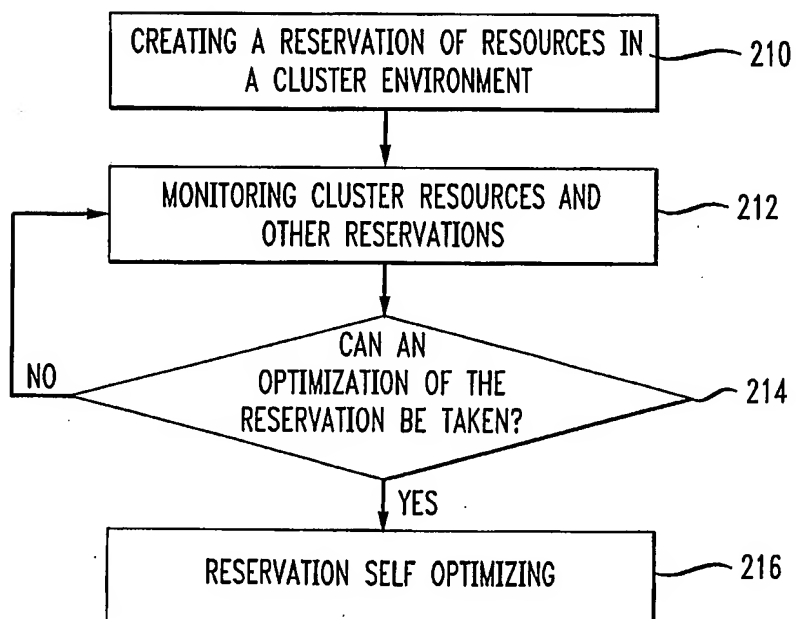 CREATING A RESERVATION OF RESOURCES IN
A CLUSTER ENVIRONMENT
210
MONITORING CLUSTER RESOURCES AND
OTHER RESERVATIONS
212
CAN AN
OPTIMIZATION OF THE
RESERVATION BE TAKEN?
214
NO
YES
RESERVATION SELF OPTIMIZING
216